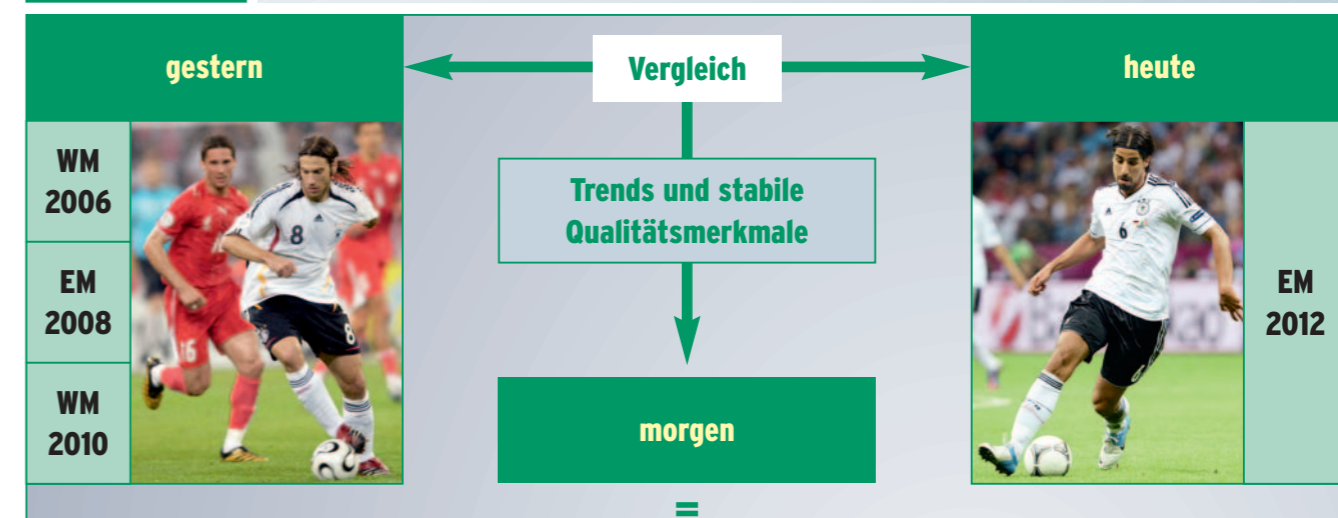 gestern
Vergleich
heute
WM
2006
EM
2008
WM
2010
8
8
16
Trends und stabile
Qualitätsmerkmale
6
6
EM
2012
morgen
=